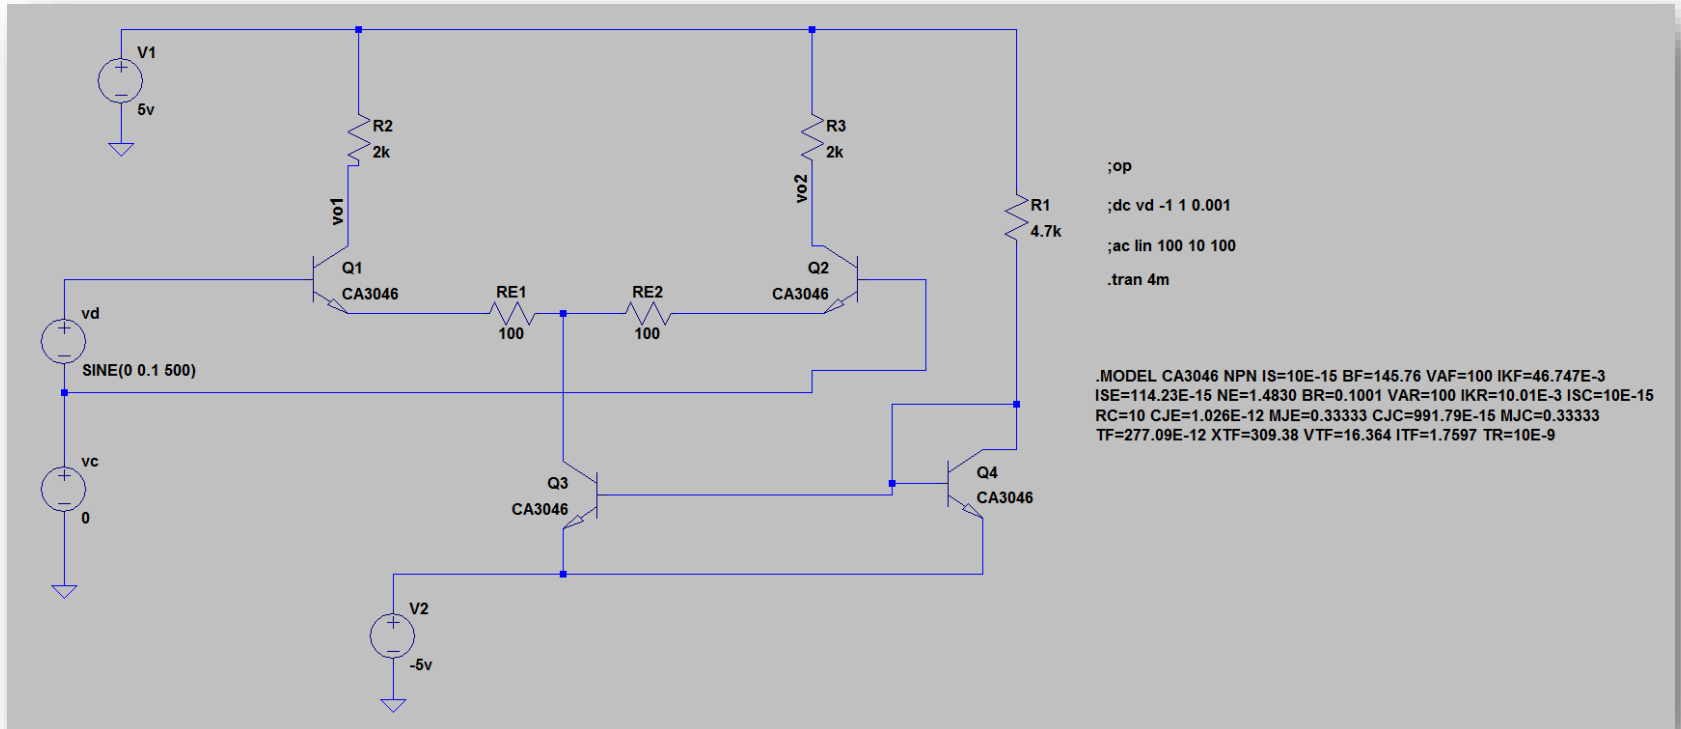 V1
5v
R2
2k
R3
2k
vo1
vo2
R1
4.7k
;op
;dc vd -1 1 0.001
;ac lin 100 10 100
.tran 4m
Q1
CA3046
Q2
CA3046
RE1
100
RE2
100
vd
SINE(0 0.1 500)
.MODEL CA3046 NPN IS=10E-15 BF=145.76 VAF=100 IKF=46.747E-3
ISE=114.23E-15 NE=1.4830 BR=0.1001 VAR=100 IKR=10.01E-3 ISC=10E-15
RC=10 CJE=1.026E-12 MJE=0.33333 CJC=991.79E-15 MJC=0.33333
TF=277.09E-12 XTF=309.38 VTF=16.364 ITF=1.7597 TR=10E-9
vc
0
Q3
CA3046
Q4
CA3046
V2
-5v